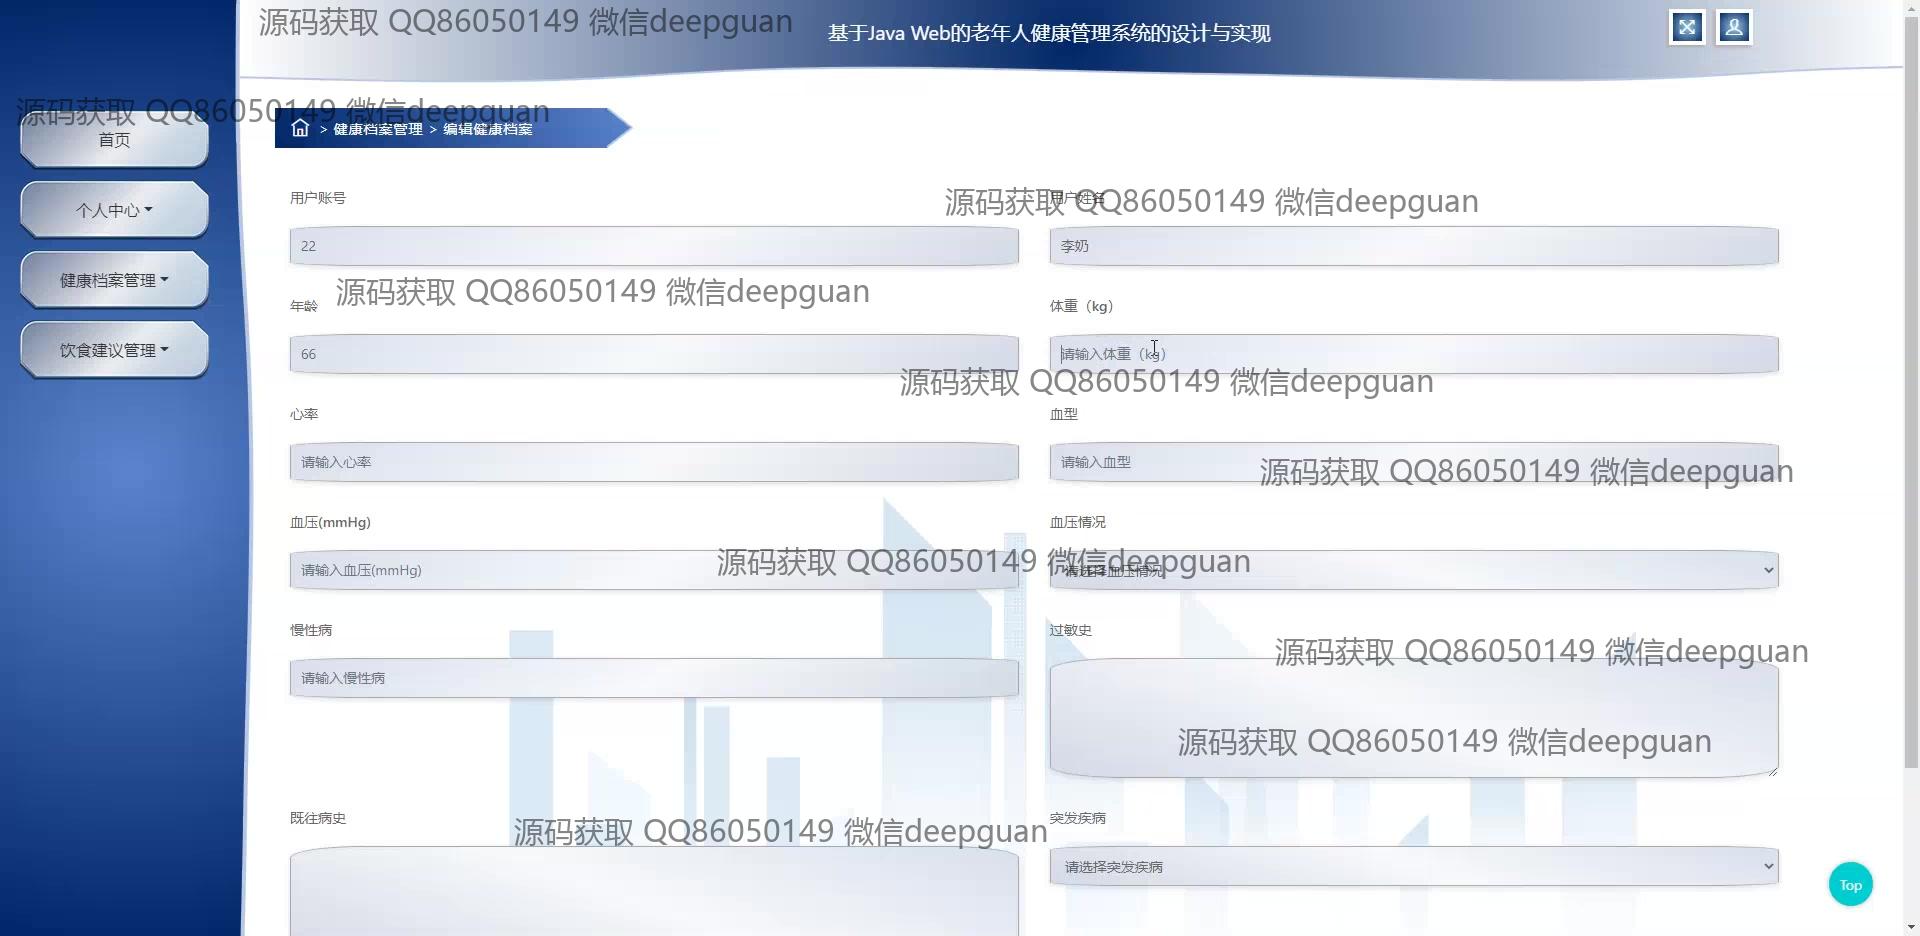 源码获取 QQ86050149 微信deepguan
基于Java Web的老年人健康管理系统的设计与实现
源码获取 QQ86050149 微信deepguan
首页
> 健康档案管理 > 编辑健康档案
个人中心
健康档案管理
饮食建议管理
用户账号
用户姓名
源码获取 QQ86050149 微信deepguan
22
李奶
源码获取 QQ86050149 微信deepguan
年龄
体重（kg）
66
请输入体重（kg）
源码获取 QQ86050149 微信deepguan
心率
血型
请输入心率
请输入血型
源码获取 QQ86050149 微信deepguan
血压(mmHg)
血压情况
请输入血压(mmHg)
请选择血压情况
源码获取 QQ86050149 微信deepguan
慢性病
过敏史
源码获取 QQ86050149 微信deepguan
请输入慢性病
源码获取 QQ86050149 微信deepguan
既往病史
突发疾病
源码获取 QQ86050149 微信deepguan
请选择突发疾病
Top